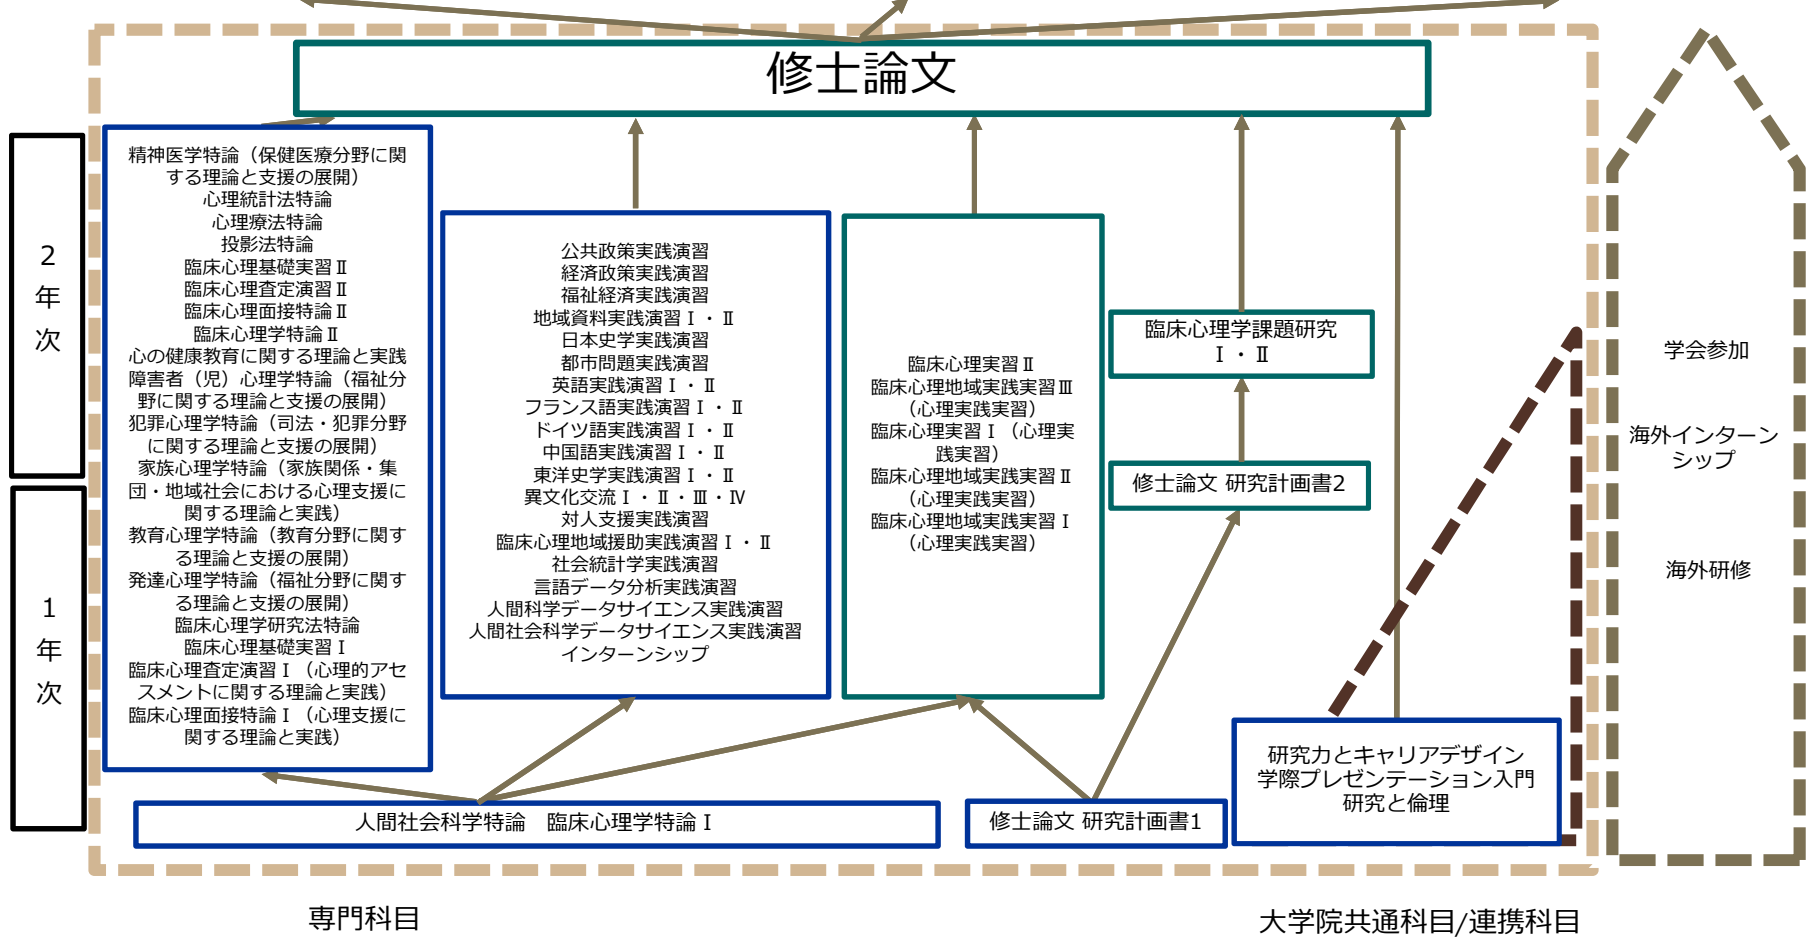 修士論文
2
年
次
1
年
次
精神医学特論（保健医療分野に関
する理論と支援の展開）
心理統計法特論
心理療法特論
投影法特論
臨床心理基礎実習Ⅱ
臨床心理査定演習Ⅱ
臨床心理面接特論Ⅱ
臨床心理学特論Ⅱ
心の健康教育に関する理論と実践
障害者（児）心理学特論（福祉分
野に関する理論と支援の展開）
犯罪心理学特論（司法・犯罪分野
に関する理論と支援の展開）
家族心理学特論（家族関係・集
団・地域社会における心理支援に
関する理論と実践）
教育心理学特論（教育分野に関す
る理論と支援の展開）
発達心理学特論（福祉分野に関す
る理論と支援の展開）
臨床心理学研究法特論
臨床心理基礎実習Ⅰ
臨床心理査定演習Ⅰ（心理的アセ
スメントに関する理論と実践）
臨床心理面接特論Ⅰ（心理支援に
関する理論と実践）
公共政策実践演習
経済政策実践演習
福祉経済実践演習
地域資料実践演習Ⅰ・Ⅱ
日本史学実践演習
都市問題実践演習
英語実践演習Ⅰ・Ⅱ
フランス語実践演習Ⅰ・Ⅱ
ドイツ語実践演習Ⅰ・Ⅱ
中国語実践演習Ⅰ・Ⅱ
東洋史学実践演習Ⅰ・Ⅱ
異文化交流Ⅰ・Ⅱ・Ⅲ・Ⅳ
対人支援実践演習
臨床心理地域援助実践演習Ⅰ・Ⅱ
社会統計学実践演習
言語データ分析実践演習
人間科学データサイエンス実践演習
人間社会科学データサイエンス実践演習
インターンシップ
臨床心理実習Ⅱ
臨床心理地域実践実習Ⅲ
（心理実践実習）
臨床心理実習Ⅰ（心理実
践実習）
臨床心理地域実践実習Ⅱ
（心理実践実習）
臨床心理地域実践実習Ⅰ
（心理実践実習）
臨床心理学課題研究
Ⅰ・Ⅱ
修士論文 研究計画書2
学会参加
海外インターン
シップ
海外研修
人間社会科学特論　臨床心理学特論Ⅰ
修士論文 研究計画書1
研究力とキャリアデザイン
学際プレゼンテーション入門
研究と倫理
専門科目
大学院共通科目/連携科目